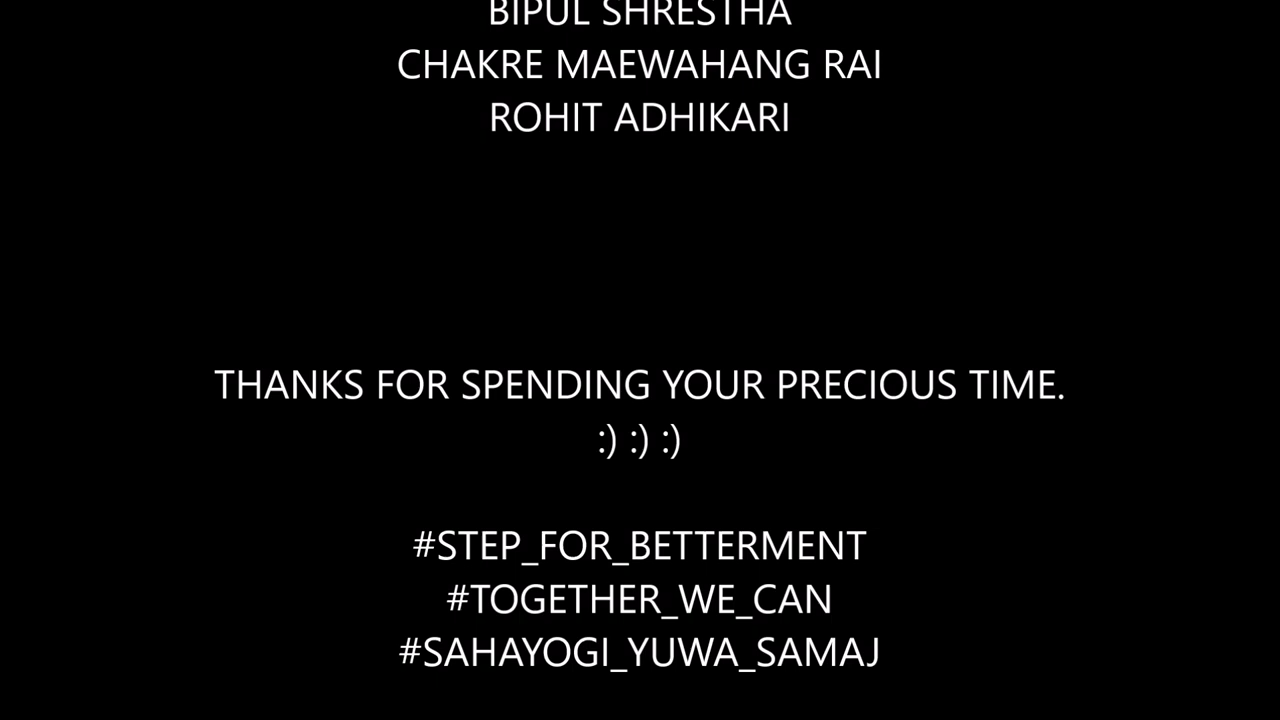 BIPUL SHRESTHA
CHAKRE MAEWAHANG RAI
ROHIT ADHIKARI
THANKS FOR SPENDING YOUR PRECIOUS TIME.
:) :) :)
#STEP_FOR_BETTERMENT
#TOGETHER_WE_CAN
#SAHAYOGI_YUWA_SAMAJ